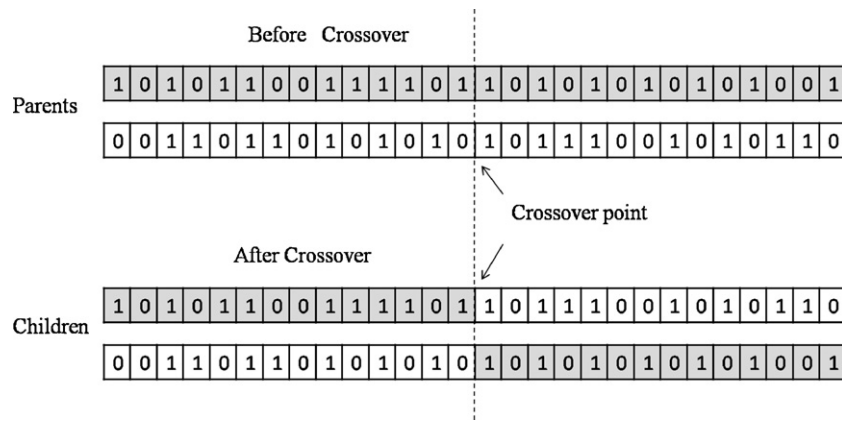 Before Crossover
1 0 1 0 1 1 0 0 1 1 1 1 0 1 1 0 1 0 1 0 1 0 1 0 1 0 0 1
Parents
0 0 1 1 0 1 1 0 1 0 1 0 1 0 1 0 1 1 1 0 0 1 0 1 0 1 1 0
Crossover point
After Crossover
1 0 1 0 1 1 0 0 1 1 1 1 0 1 1 0 1 1 1 0 0 1 0 1 0 1 1 0
Children
0 0 1 1 0 1 1 0 1 0 1 0 1 0 1 0 1 0 1 0 1 0 1 0 1 0 0 1